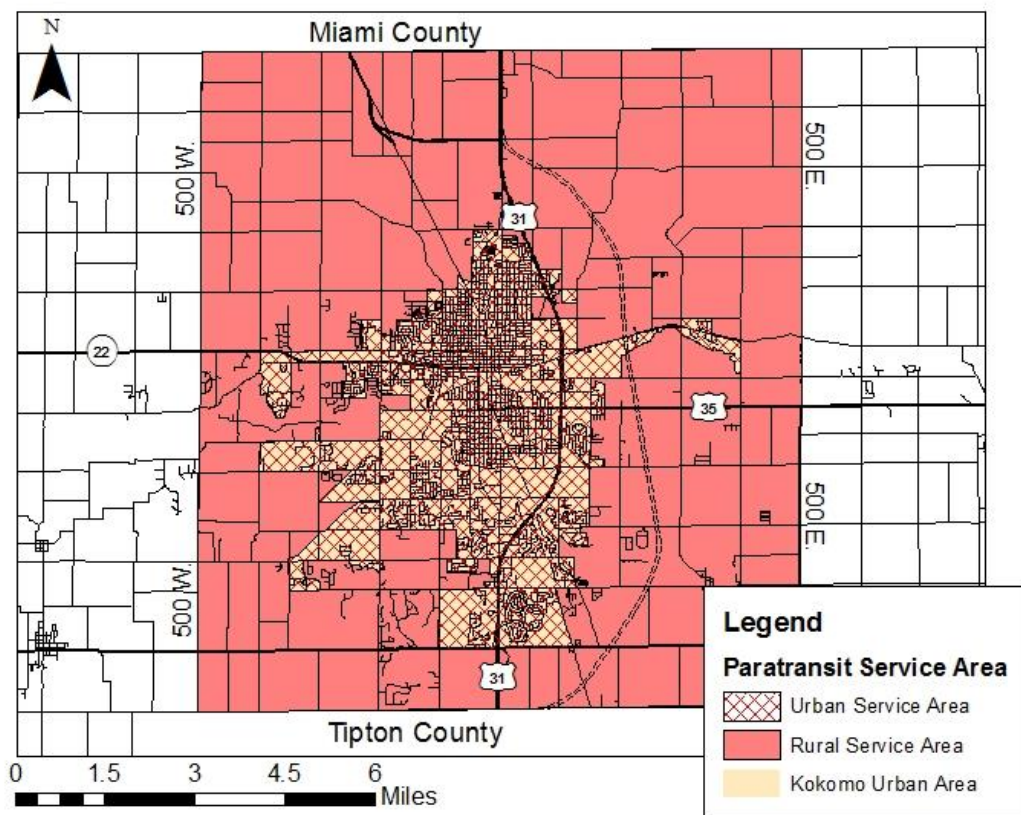 Miami County
N
500 W.
500 E.
31
22
35
500 E.
500 W.
31
Tipton County
Legend
Paratransit Service Area
Urban Service Area
Rural Service Area
Kokomo Urban Area
0 1.5 3 4.5 6
Miles